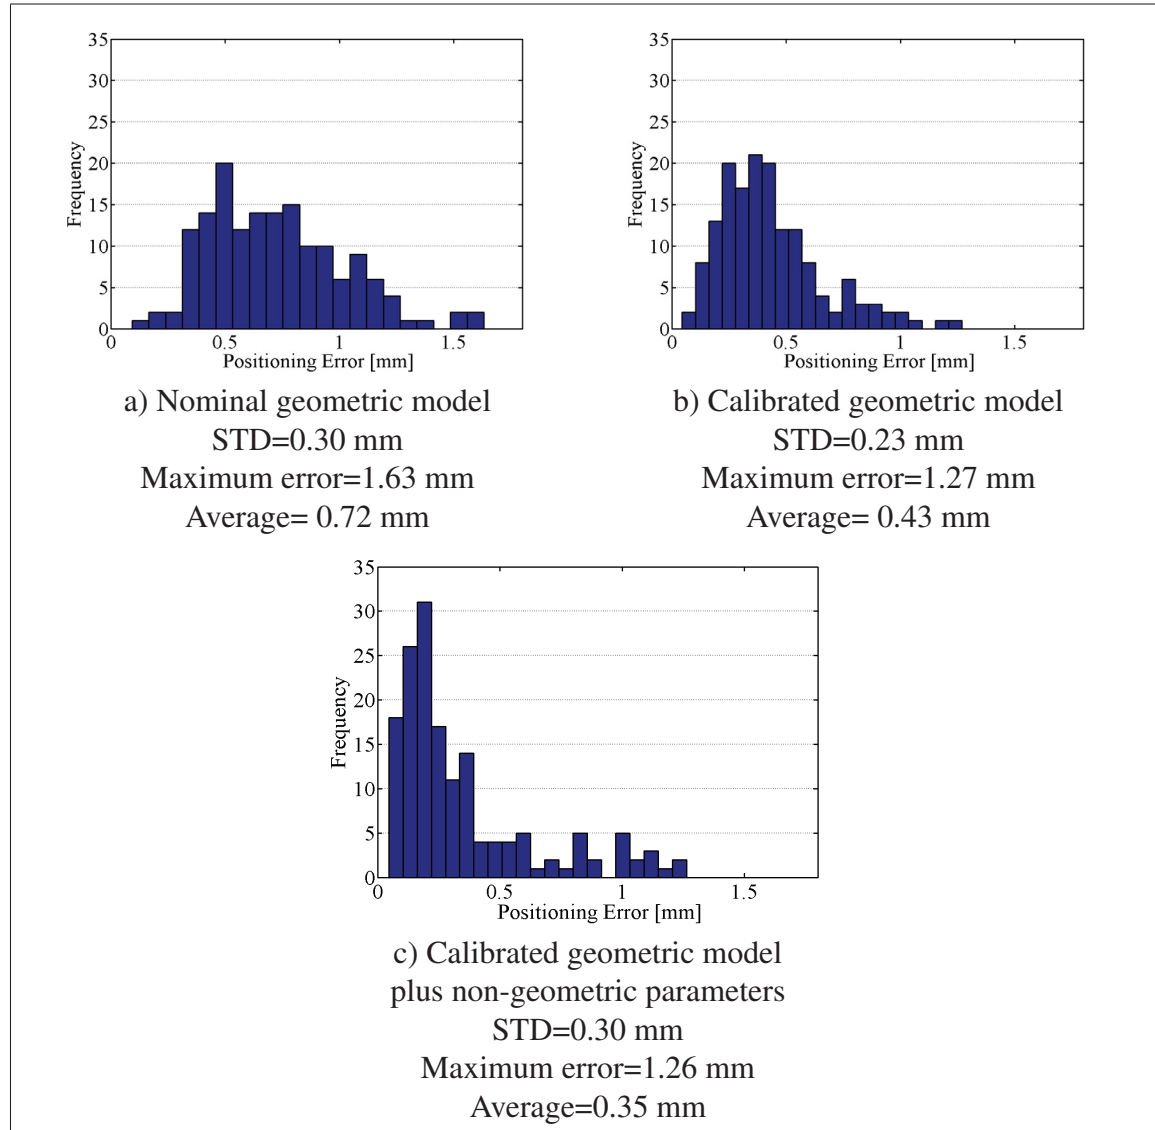 35
30
25
20
15
10
5
0
Frequency
0 0.5 1 1.5
Positioning Error [mm]
a) Nominal geometric model
STD=0.30 mm
Maximum error=1.63 mm
Average= 0.72 mm
35
30
25
20
15
10
5
0
Frequency
0 0.5 1 1.5
Positioning Error [mm]
b) Calibrated geometric model
STD=0.23 mm
Maximum error=1.27 mm
Average= 0.43 mm
35
30
25
20
15
10
5
0
Frequency
0 0.5 1 1.5
Positioning Error [mm]
c) Calibrated geometric model
plus non-geometric parameters
STD=0.30 mm
Maximum error=1.26 mm
Average=0.35 mm